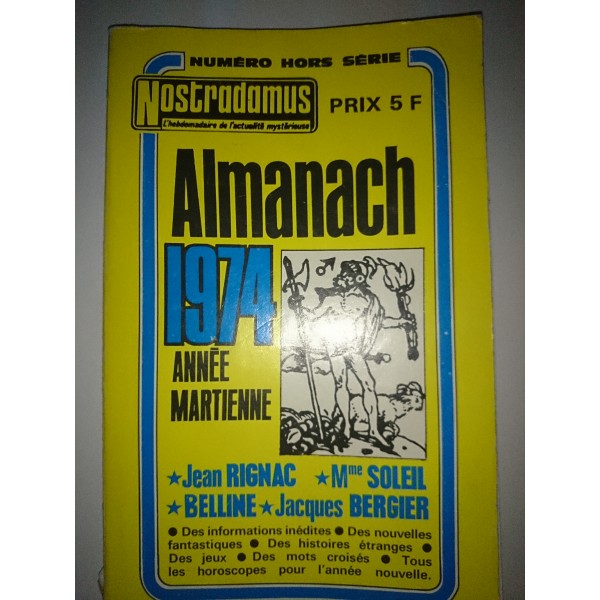 NUMÉRO HORS SÉRIE
Nostradamus
L'hebdomadaire de l'actualité mystérieuse
PRIX 5 F
Almanach
1974
ANNÉE
MARTIENNE
★Jean RIGNAC ★Mme SOLEIL
★BELLINE ★Jacques BERGIER
● Des informations inédites ● Des nouvelles
fantastiques ● Des histoires étranges ●
Des jeux ● Des mots croisés ● Tous
les horoscopes pour l'année nouvelle.